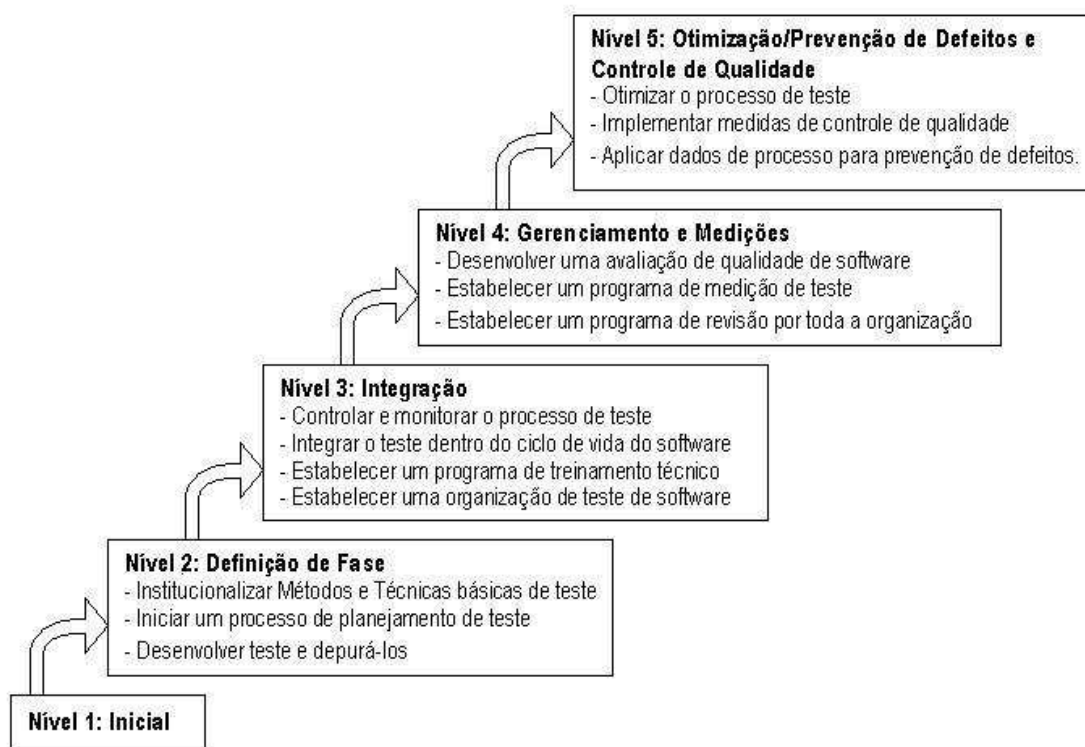 Nível 5: Otimização/Prevenção de Defeitos e
Controle de Qualidade
- Otimizar o processo de teste
- Implementar medidas de controle de qualidade
- Aplicar dados de processo para prevenção de defeitos.
Nível 4: Gerenciamento e Medições
- Desenvolver uma avaliação de qualidade de software
- Estabelecer um programa de medição de teste
- Estabelecer um programa de revisão por toda a organização
Nível 3: Integração
- Controlar e monitorar o processo de teste
- Integrar o teste dentro do ciclo de vida do software
- Estabelecer um programa de treinamento técnico
- Estabelecer uma organização de teste de software
Nível 2: Definição de Fase
- Institucionalizar Métodos e Técnicas básicas de teste
- Iniciar um processo de planejamento de teste
- Desenvolver teste e depurá-los
Nível 1: Inicial